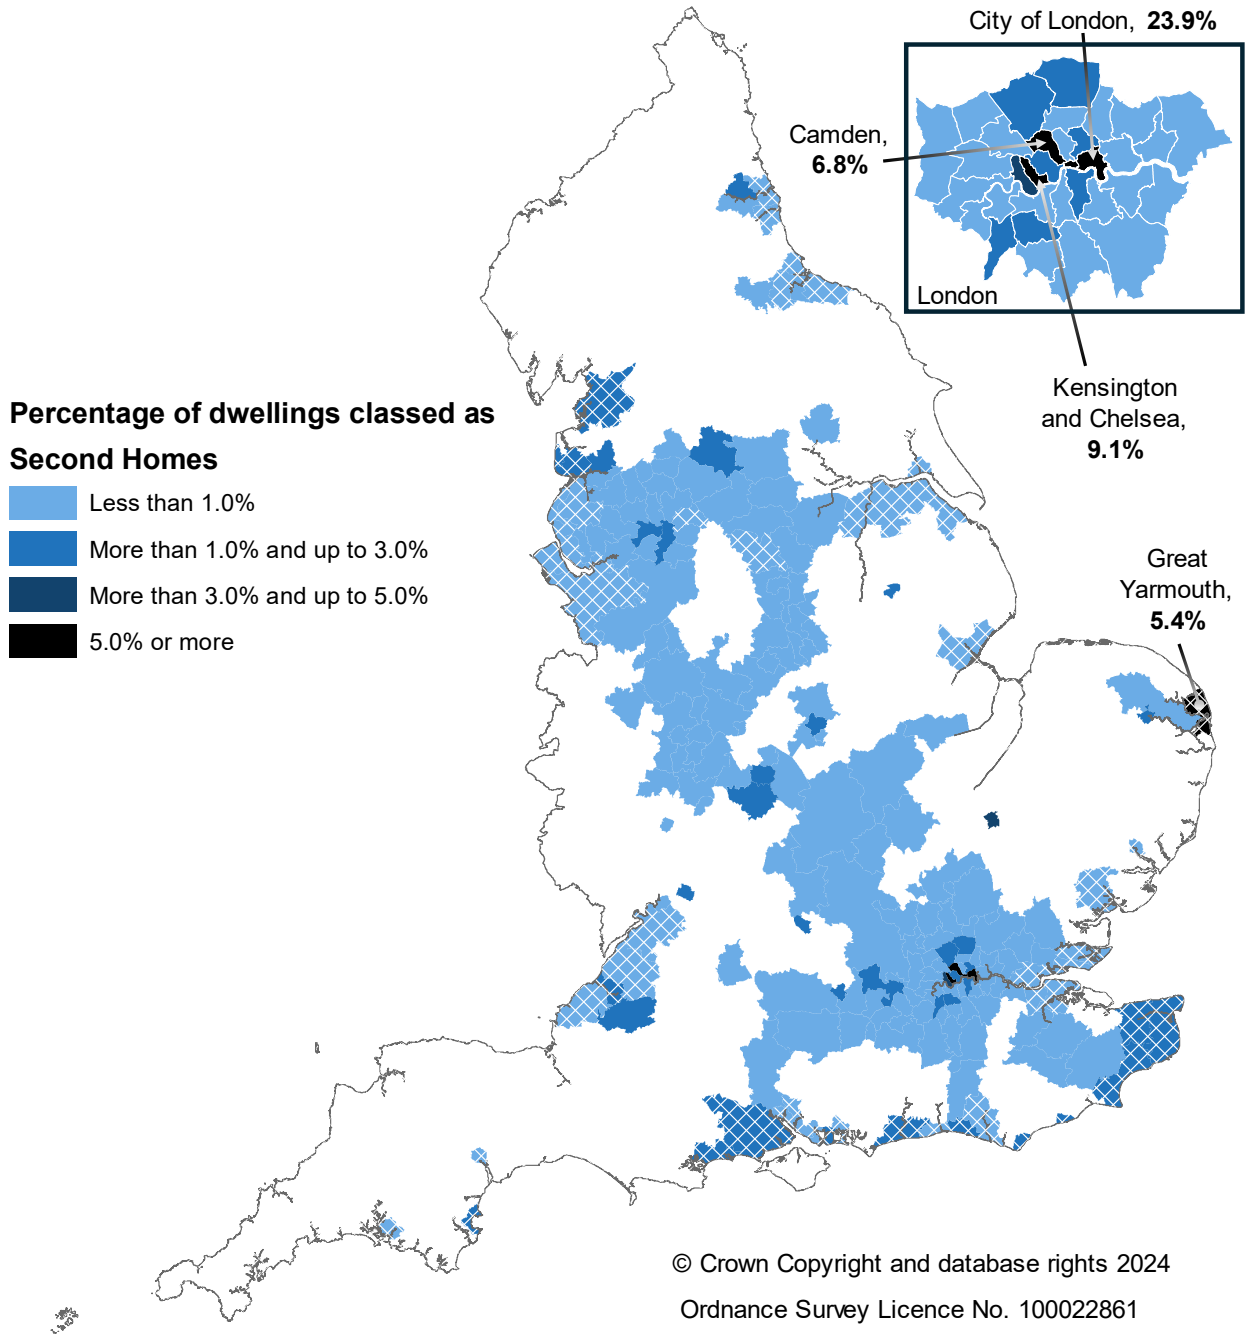 City of London, 23.9%
Camden,
6.8%
London
Kensington
and Chelsea,
9.1%
Percentage of dwellings classed as
Second Homes
Less than 1.0%
More than 1.0% and up to 3.0%
More than 3.0% and up to 5.0%
5.0% or more
Great
Yarmouth,
5.4%
© Crown Copyright and database rights 2024
Ordnance Survey Licence No. 100022861